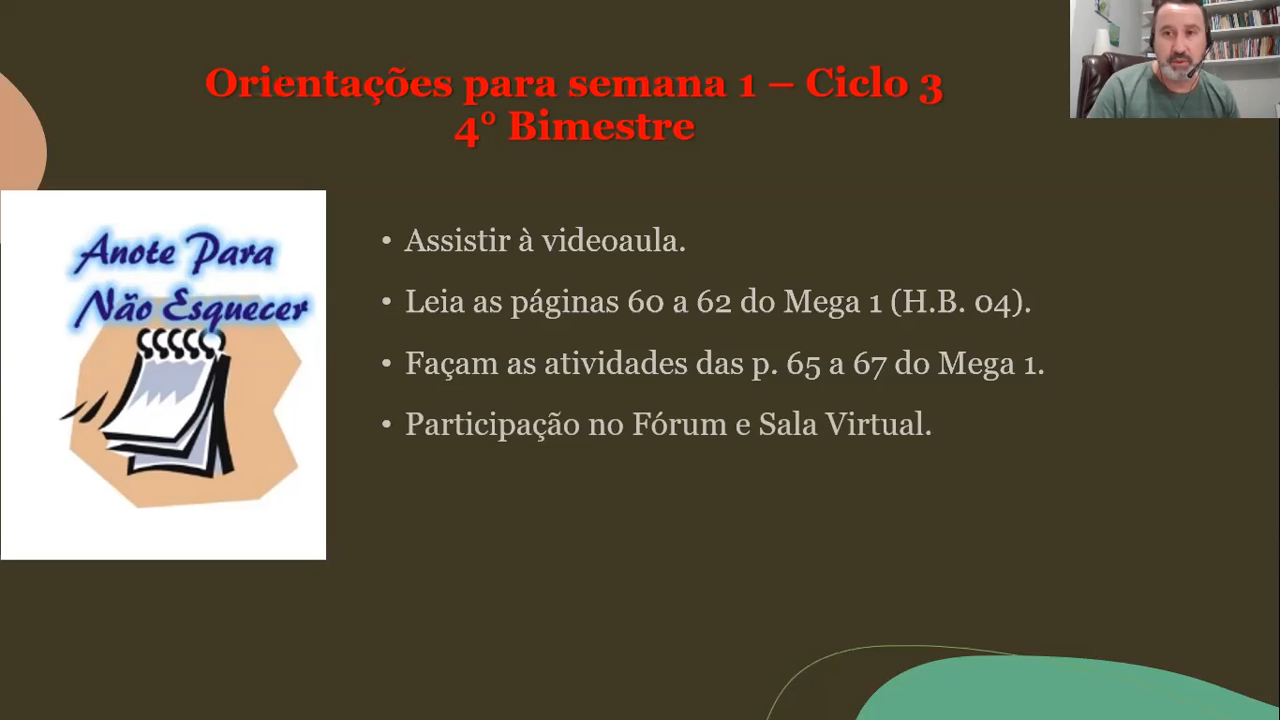 Orientações para semana 1 – Ciclo 3
4° Bimestre
Anote Para
Não Esquecer
• Assistir à videoaula.
• Leia as páginas 60 a 62 do Mega 1 (H.B. 04).
• Façam as atividades das p. 65 a 67 do Mega 1.
• Participação no Fórum e Sala Virtual.